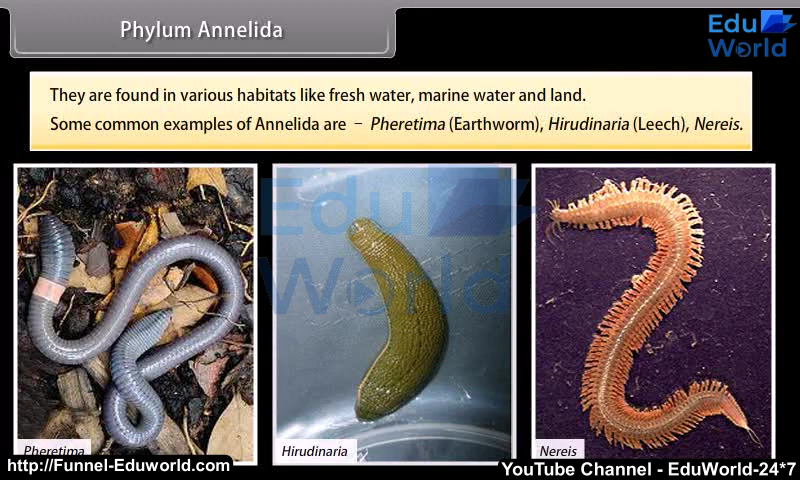 Phylum Annelida
Edu
World
They are found in various habitats like fresh water, marine water and land.
Some common examples of Annelida are – Pheretima (Earthworm), Hirudinaria (Leech), Nereis.
Edu
World
Pheretima
Hirudinaria
Nereis
http://Funnel-Eduworld.com
YouTube Channel - EduWorld-24*7